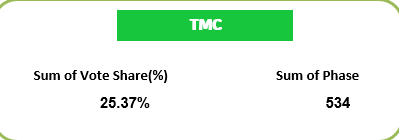 TMC
Sum of Vote Share(%) Sum of Phase
25.37% 534